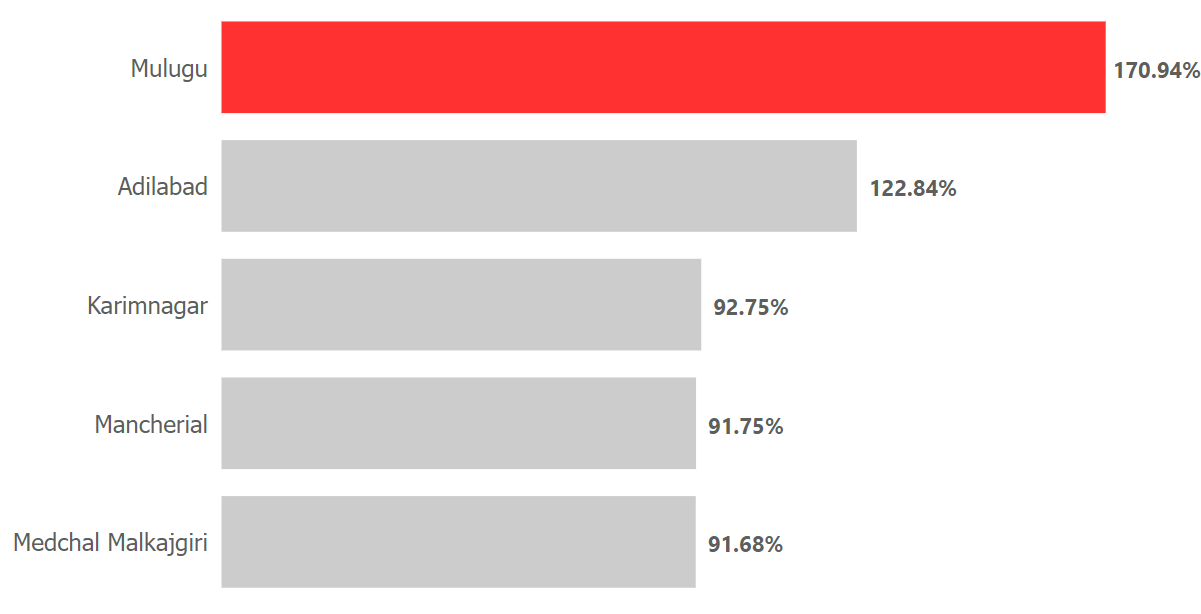 Mulugu 170.94%
Adilabad 122.84%
Karimnagar 92.75%
Mancherial 91.75%
Medchal Malkajgiri 91.68%